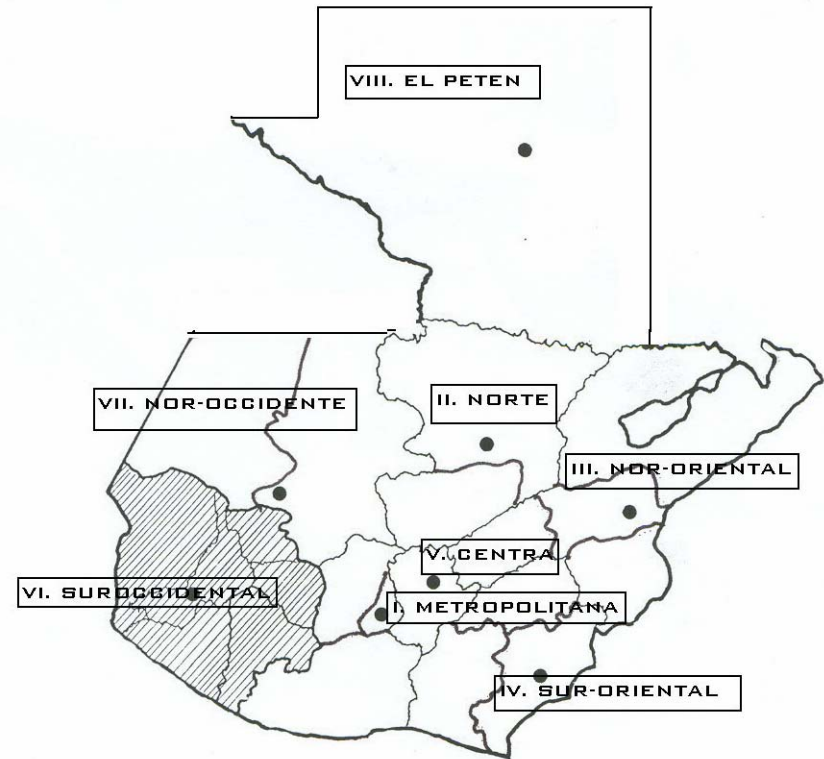 VIII. EL PETEN
VII. NOR-OCCIDENTE
II. NORTE
III. NOR-ORIENTAL
V. CENTRA
VI. SUROCCIDENTAL
I. METROPOLITANA
IV. SUR-ORIENTAL